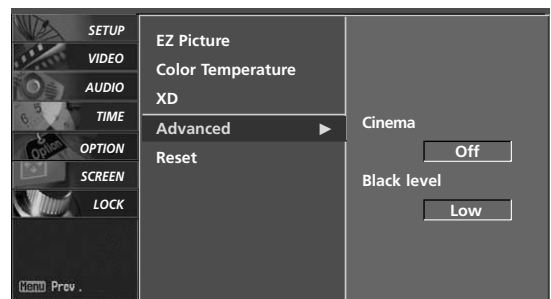 SETUP
VIDEO
AUDIO
TIME
OPTION
SCREEN
LOCK
Menu Prev.
EZ Picture
Color Temperature
XD
Advanced ▶
Reset
Cinema
Off
Black level
Low